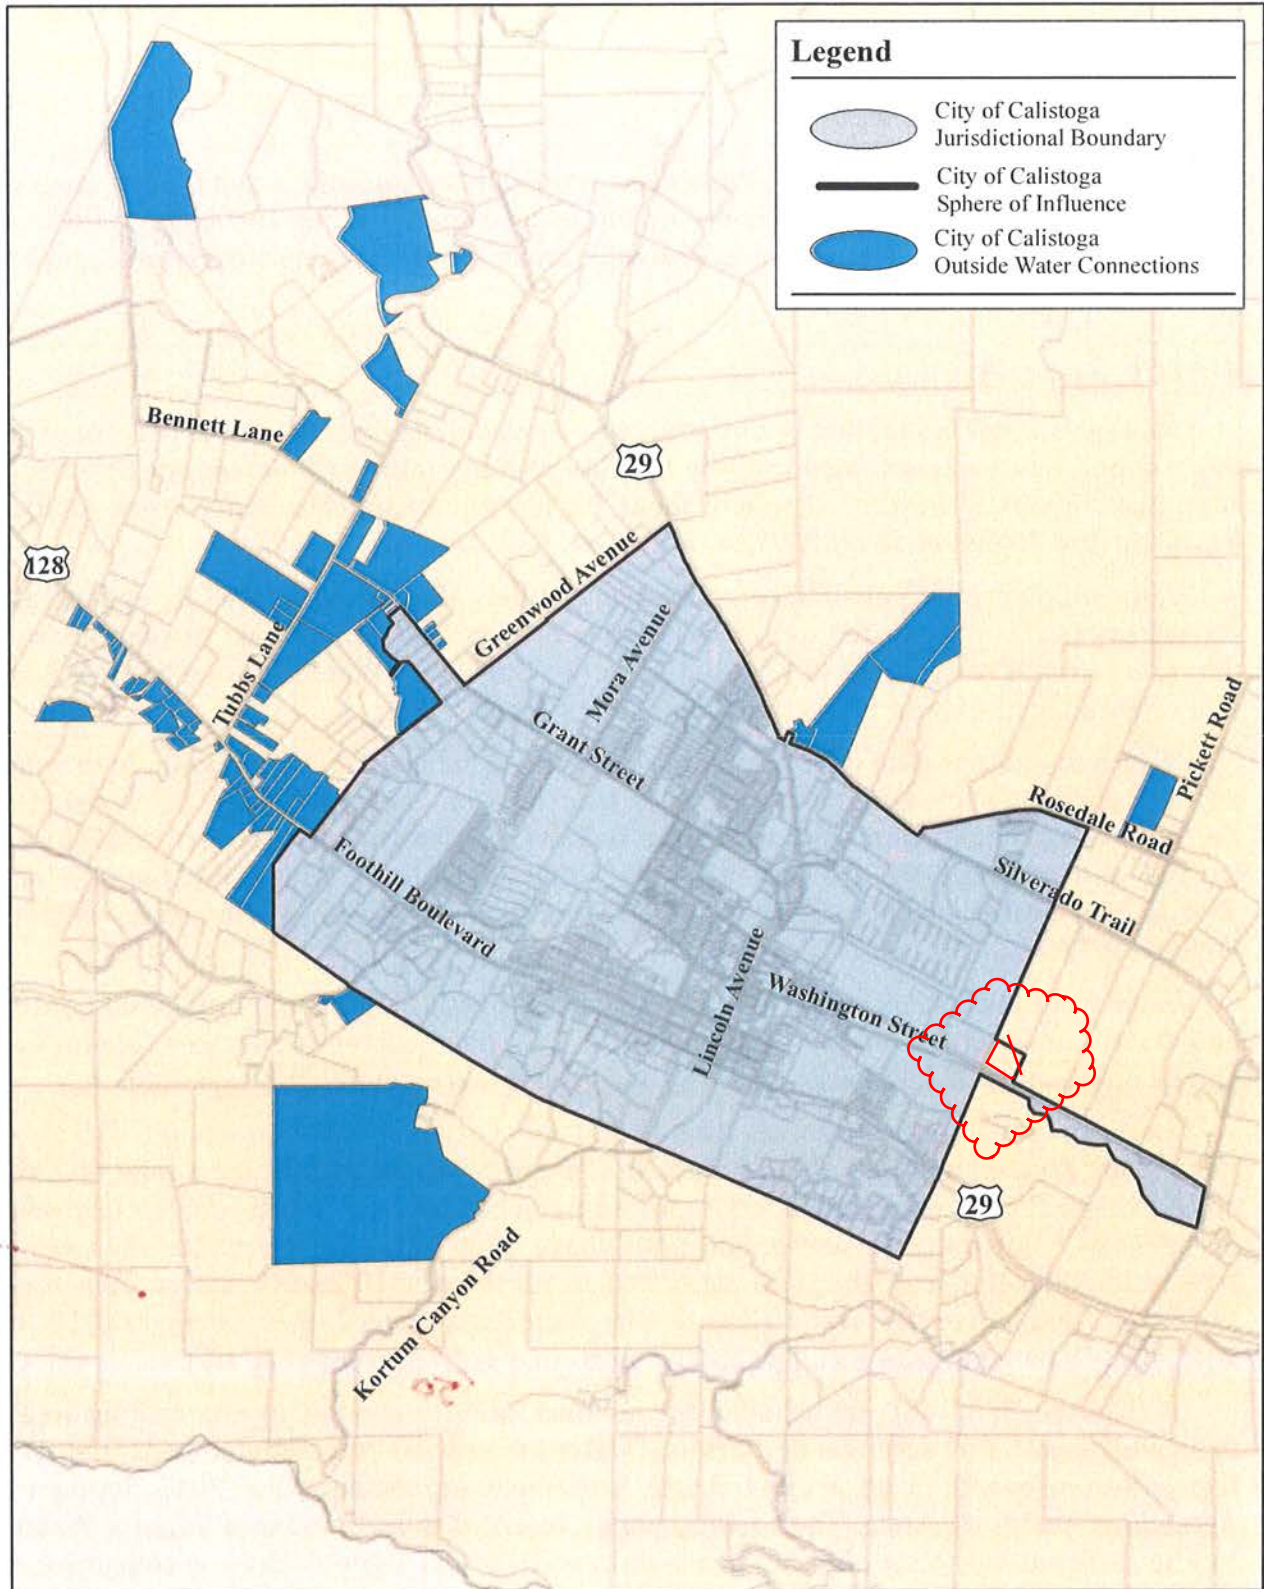 Legend
City of Calistoga
Jurisdictional Boundary
City of Calistoga
Sphere of Influence
City of Calistoga
Outside Water Connections
Bennett Lane
29
128
Greenwood Avenue
Mora Avenue
Tubbs Lane
Grant Street
Pickett Road
Rosedale Road
Foothill Boulevard
Silverado Trail
Lincoln Avenue
Washington Street
29
Kortum Canyon Road